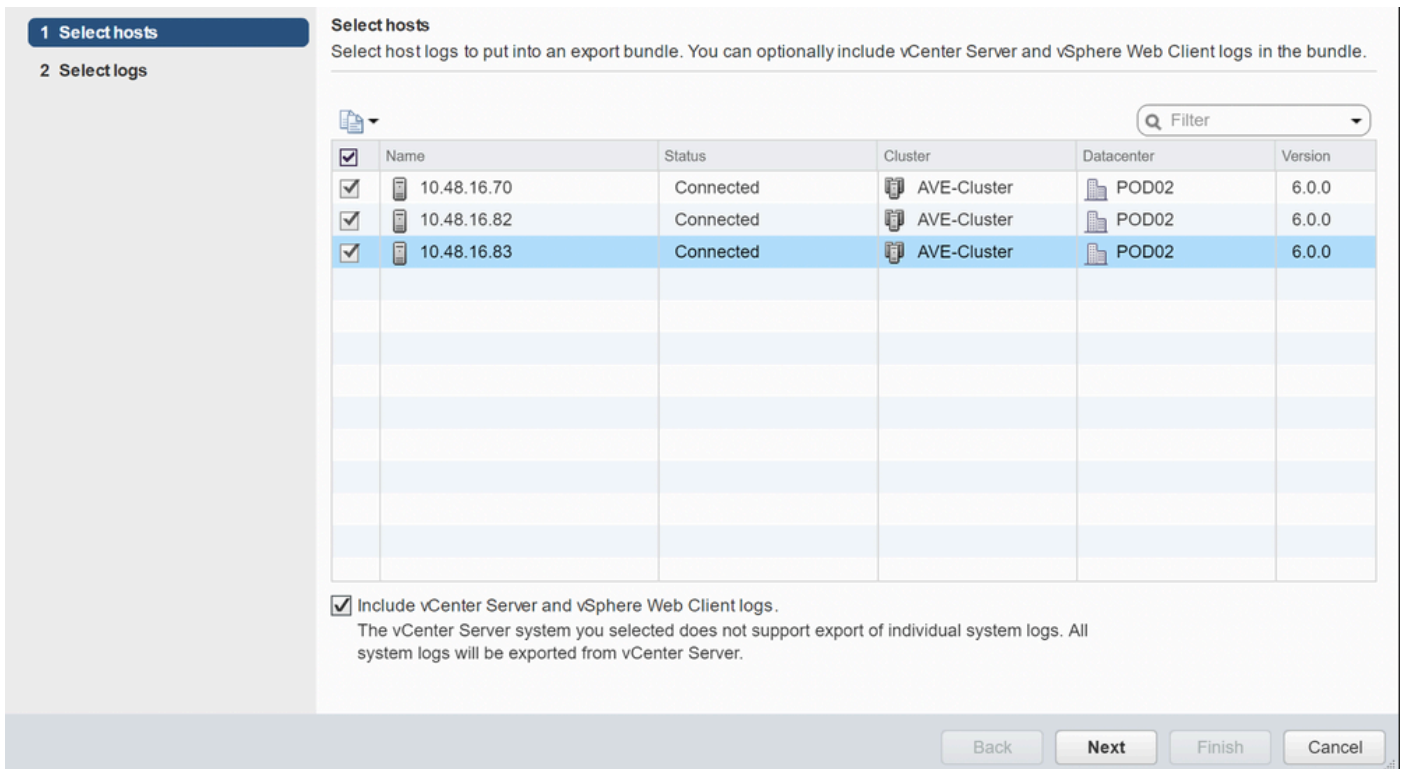 1 Select hosts
2 Select logs
Select hosts
Select host logs to put into an export bundle. You can optionally include vCenter Server and vSphere Web Client logs in the bundle.
Filter
Name Status Cluster Datacenter Version
10.48.16.70 Connected AVE-Cluster POD02 6.0.0
10.48.16.82 Connected AVE-Cluster POD02 6.0.0
10.48.16.83 Connected AVE-Cluster POD02 6.0.0
Include vCenter Server and vSphere Web Client logs.
The vCenter Server system you selected does not support export of individual system logs. All
system logs will be exported from vCenter Server.
Back Next Finish Cancel